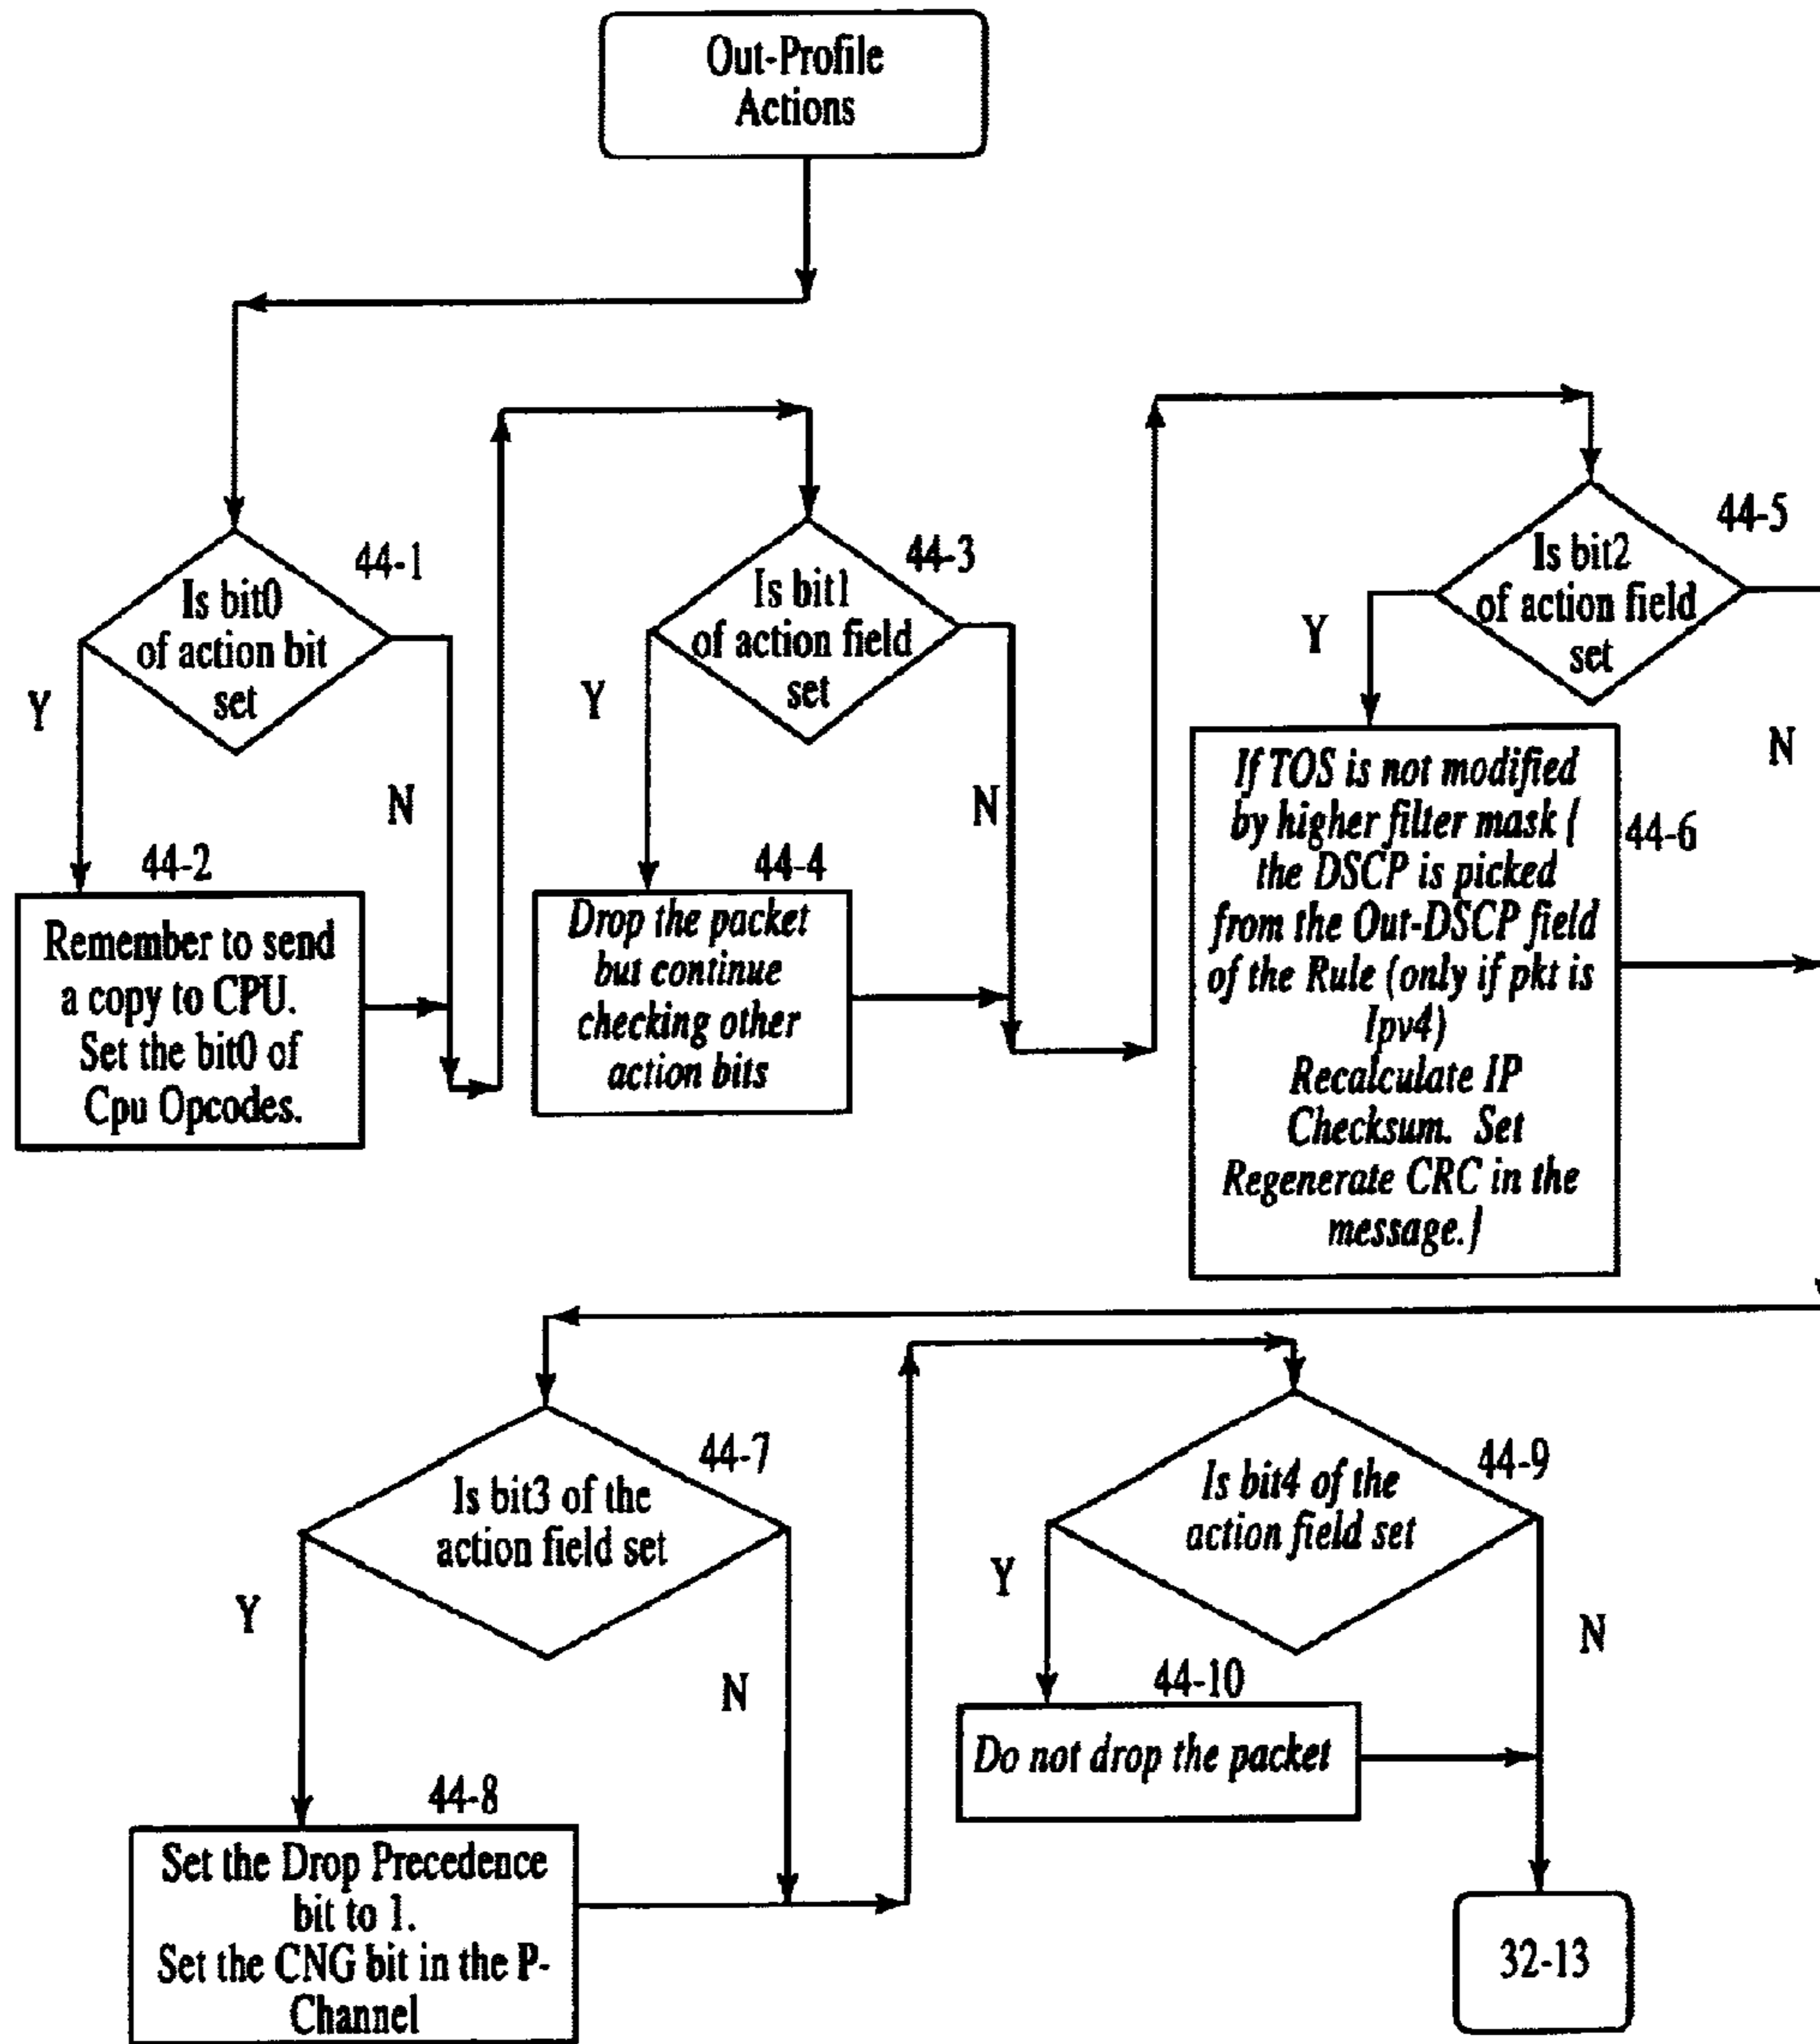 Out-Profile
Actions
44-1
Is bit0
of action bit
set
Y
N
44-2
Remember to send
a copy to CPU.
Set the bit0 of
Cpu Opcodes.
44-3
Is bit1
of action field
set
Y
N
44-4
Drop the packet
but continue
checking other
action bits
44-5
Is bit2
of action field
set
Y
N
If TOS is not modified
by higher filter mask {
the DSCP is picked
from the Out-DSCP field
of the Rule (only if pkt is
Ipv4)
Recalculate IP
Checksum. Set
Regenerate CRC in the
message.}
44-6
44-7
Is bit3 of the
action field set
Y
N
44-8
Set the Drop Precedence
bit to 1.
Set the CNG bit in the P-
Channel
44-9
Is bit4 of the
action field set
Y
N
44-10
Do not drop the packet
32-13